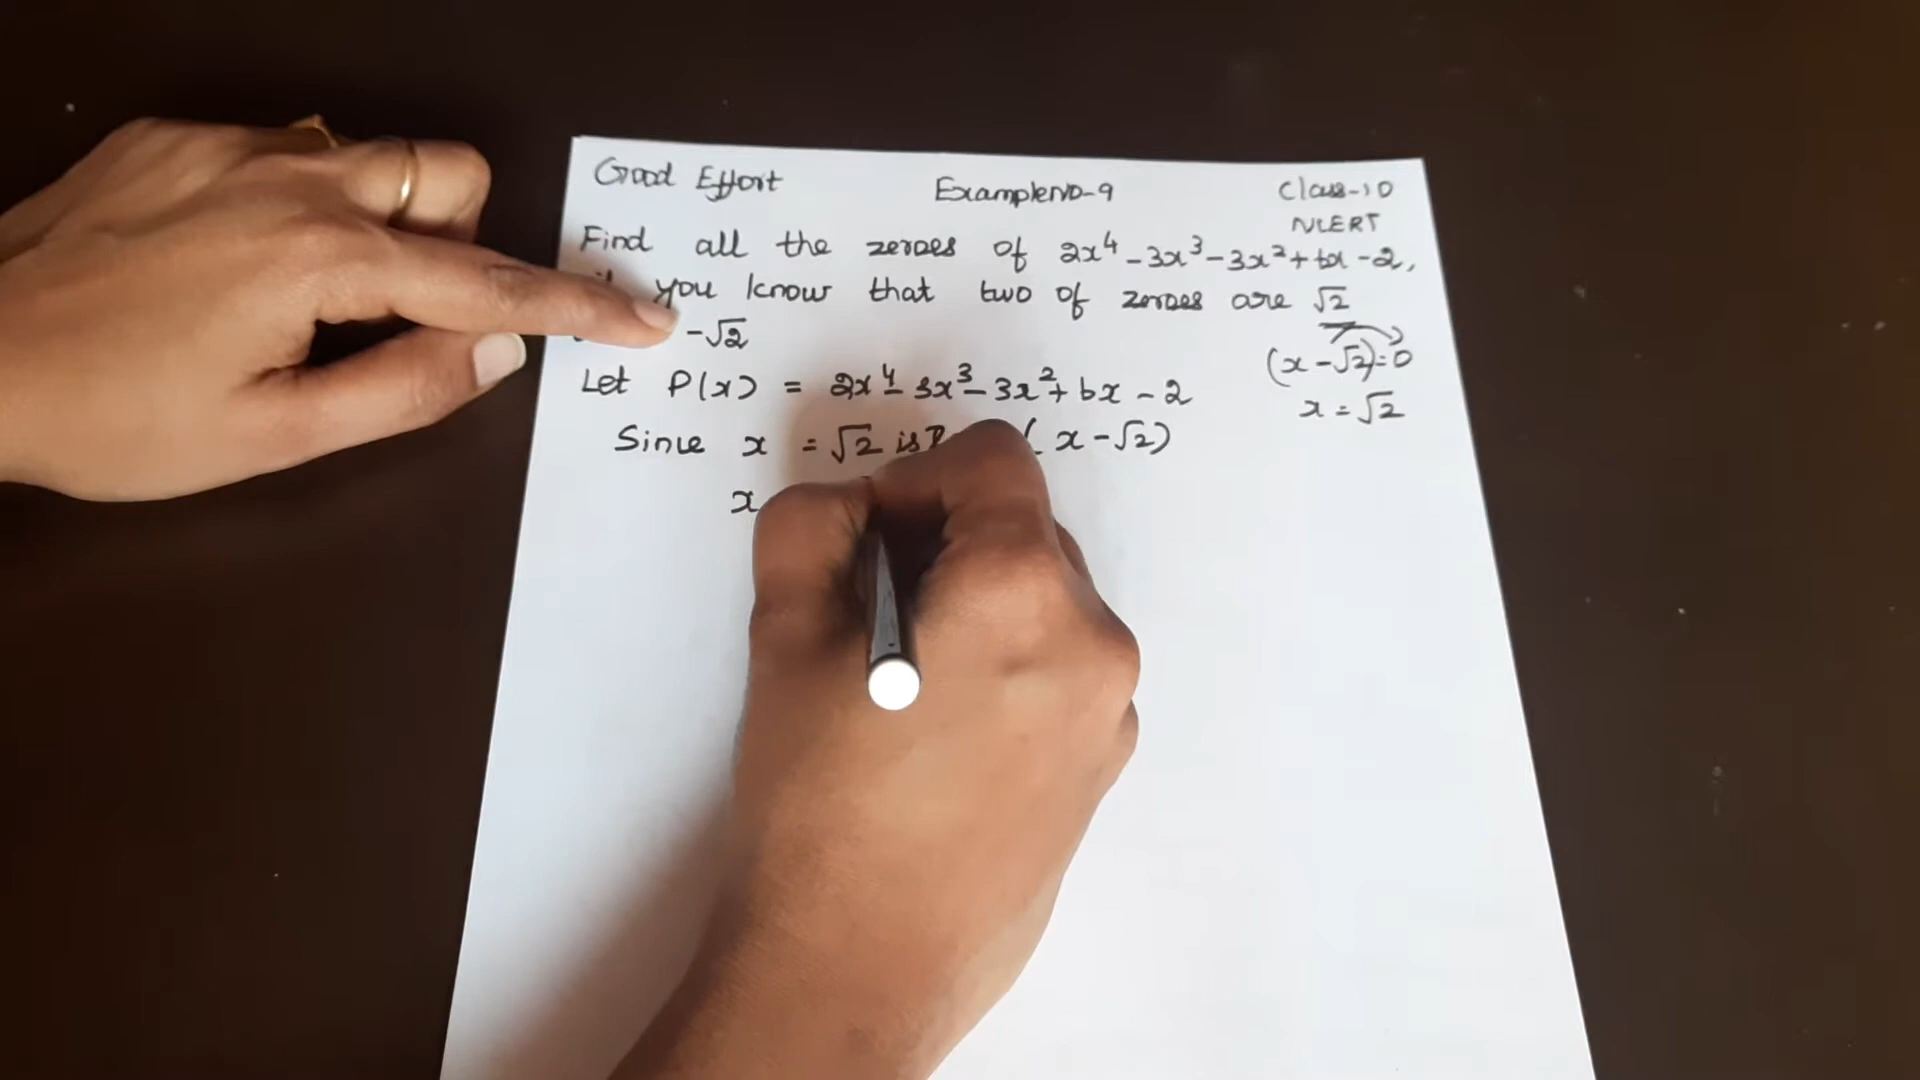 Good Effort Example NO-9 Class-10
NCERT
Find all the zeroes of 2x⁴-3x³-3x²+6x-2,
you know that two of zeroes are √2
-√2
(x-√2)=0
Let P(x) = 2x⁴-3x³-3x²+6x-2
x=√2
Since x = √2 is (x-√2)
x